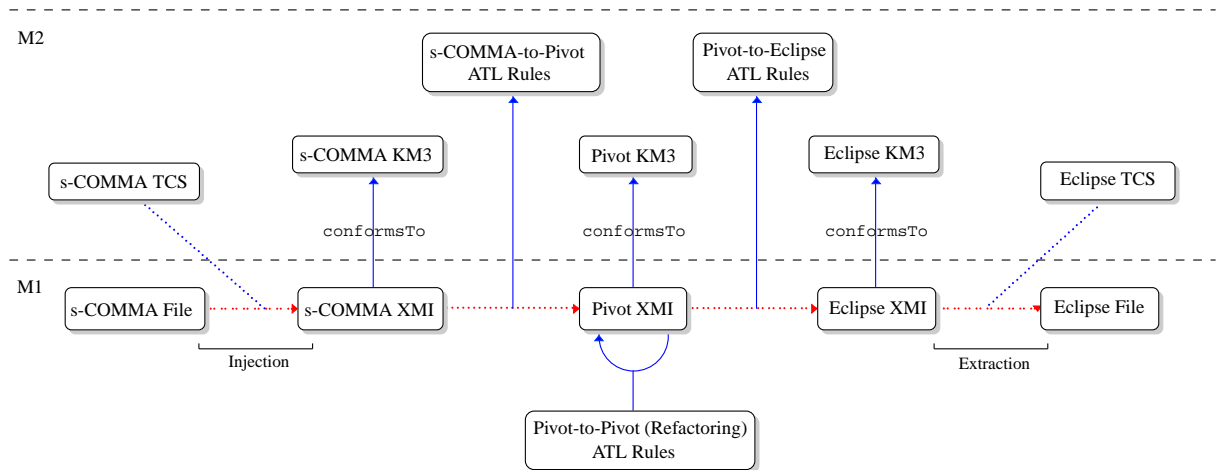 M2
s-COMMA-to-Pivot
ATL Rules
Pivot-to-Eclipse
ATL Rules
s-COMMA KM3
Pivot KM3
Eclipse KM3
s-COMMA TCS
Eclipse TCS
conformsTo
conformsTo
conformsTo
M1
s-COMMA File
s-COMMA XMI
Pivot XMI
Eclipse XMI
Eclipse File
Injection
Extraction
Pivot-to-Pivot (Refactoring)
ATL Rules